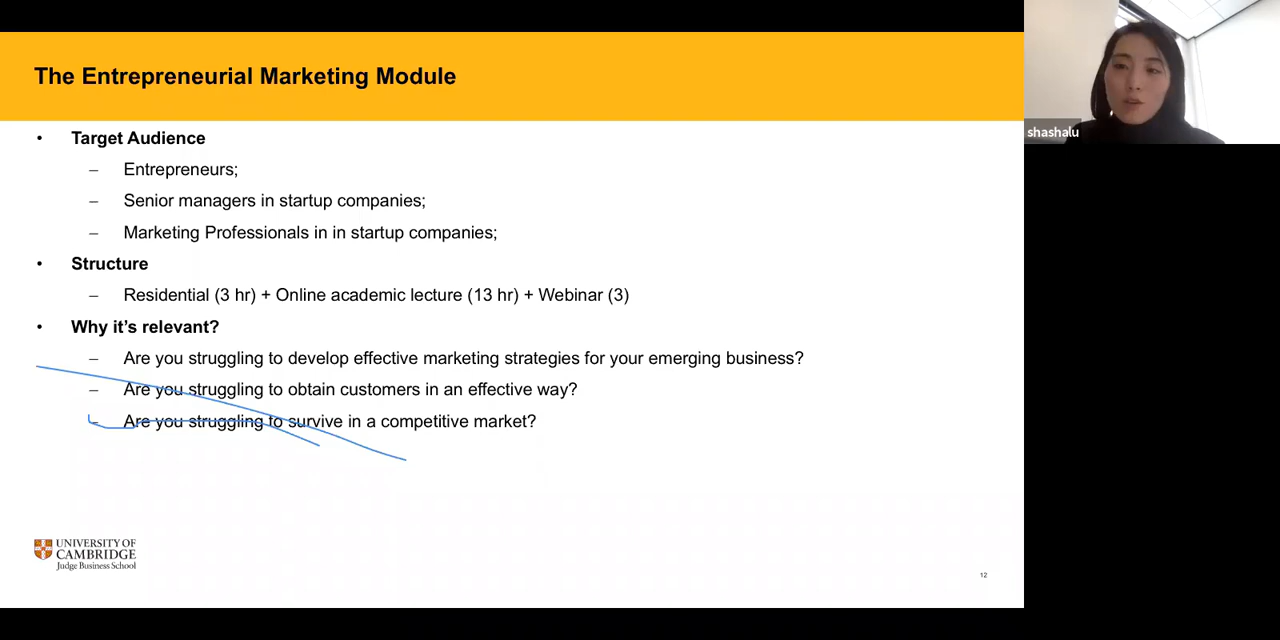 The Entrepreneurial Marketing Module
• Target Audience
– Entrepreneurs;
– Senior managers in startup companies;
– Marketing Professionals in in startup companies;
• Structure
– Residential (3 hr) + Online academic lecture (13 hr) + Webinar (3)
• Why it's relevant?
– Are you struggling to develop effective marketing strategies for your emerging business?
– Are you struggling to obtain customers in an effective way?
– Are you struggling to survive in a competitive market?
UNIVERSITY OF
CAMBRIDGE
Judge Business School
12
shashalu